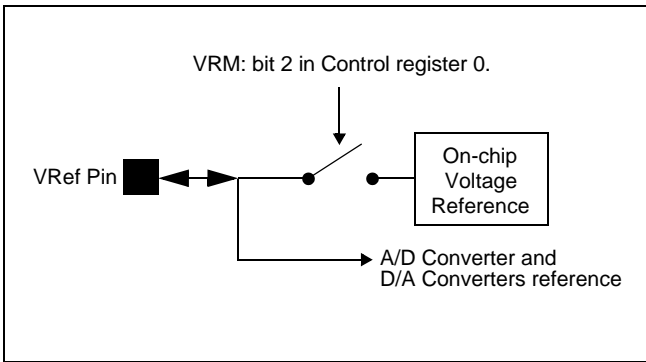 VRM: bit 2 in Control register 0.
VRef Pin
On-chip
Voltage
Reference
A/D Converter and
D/A Converters reference